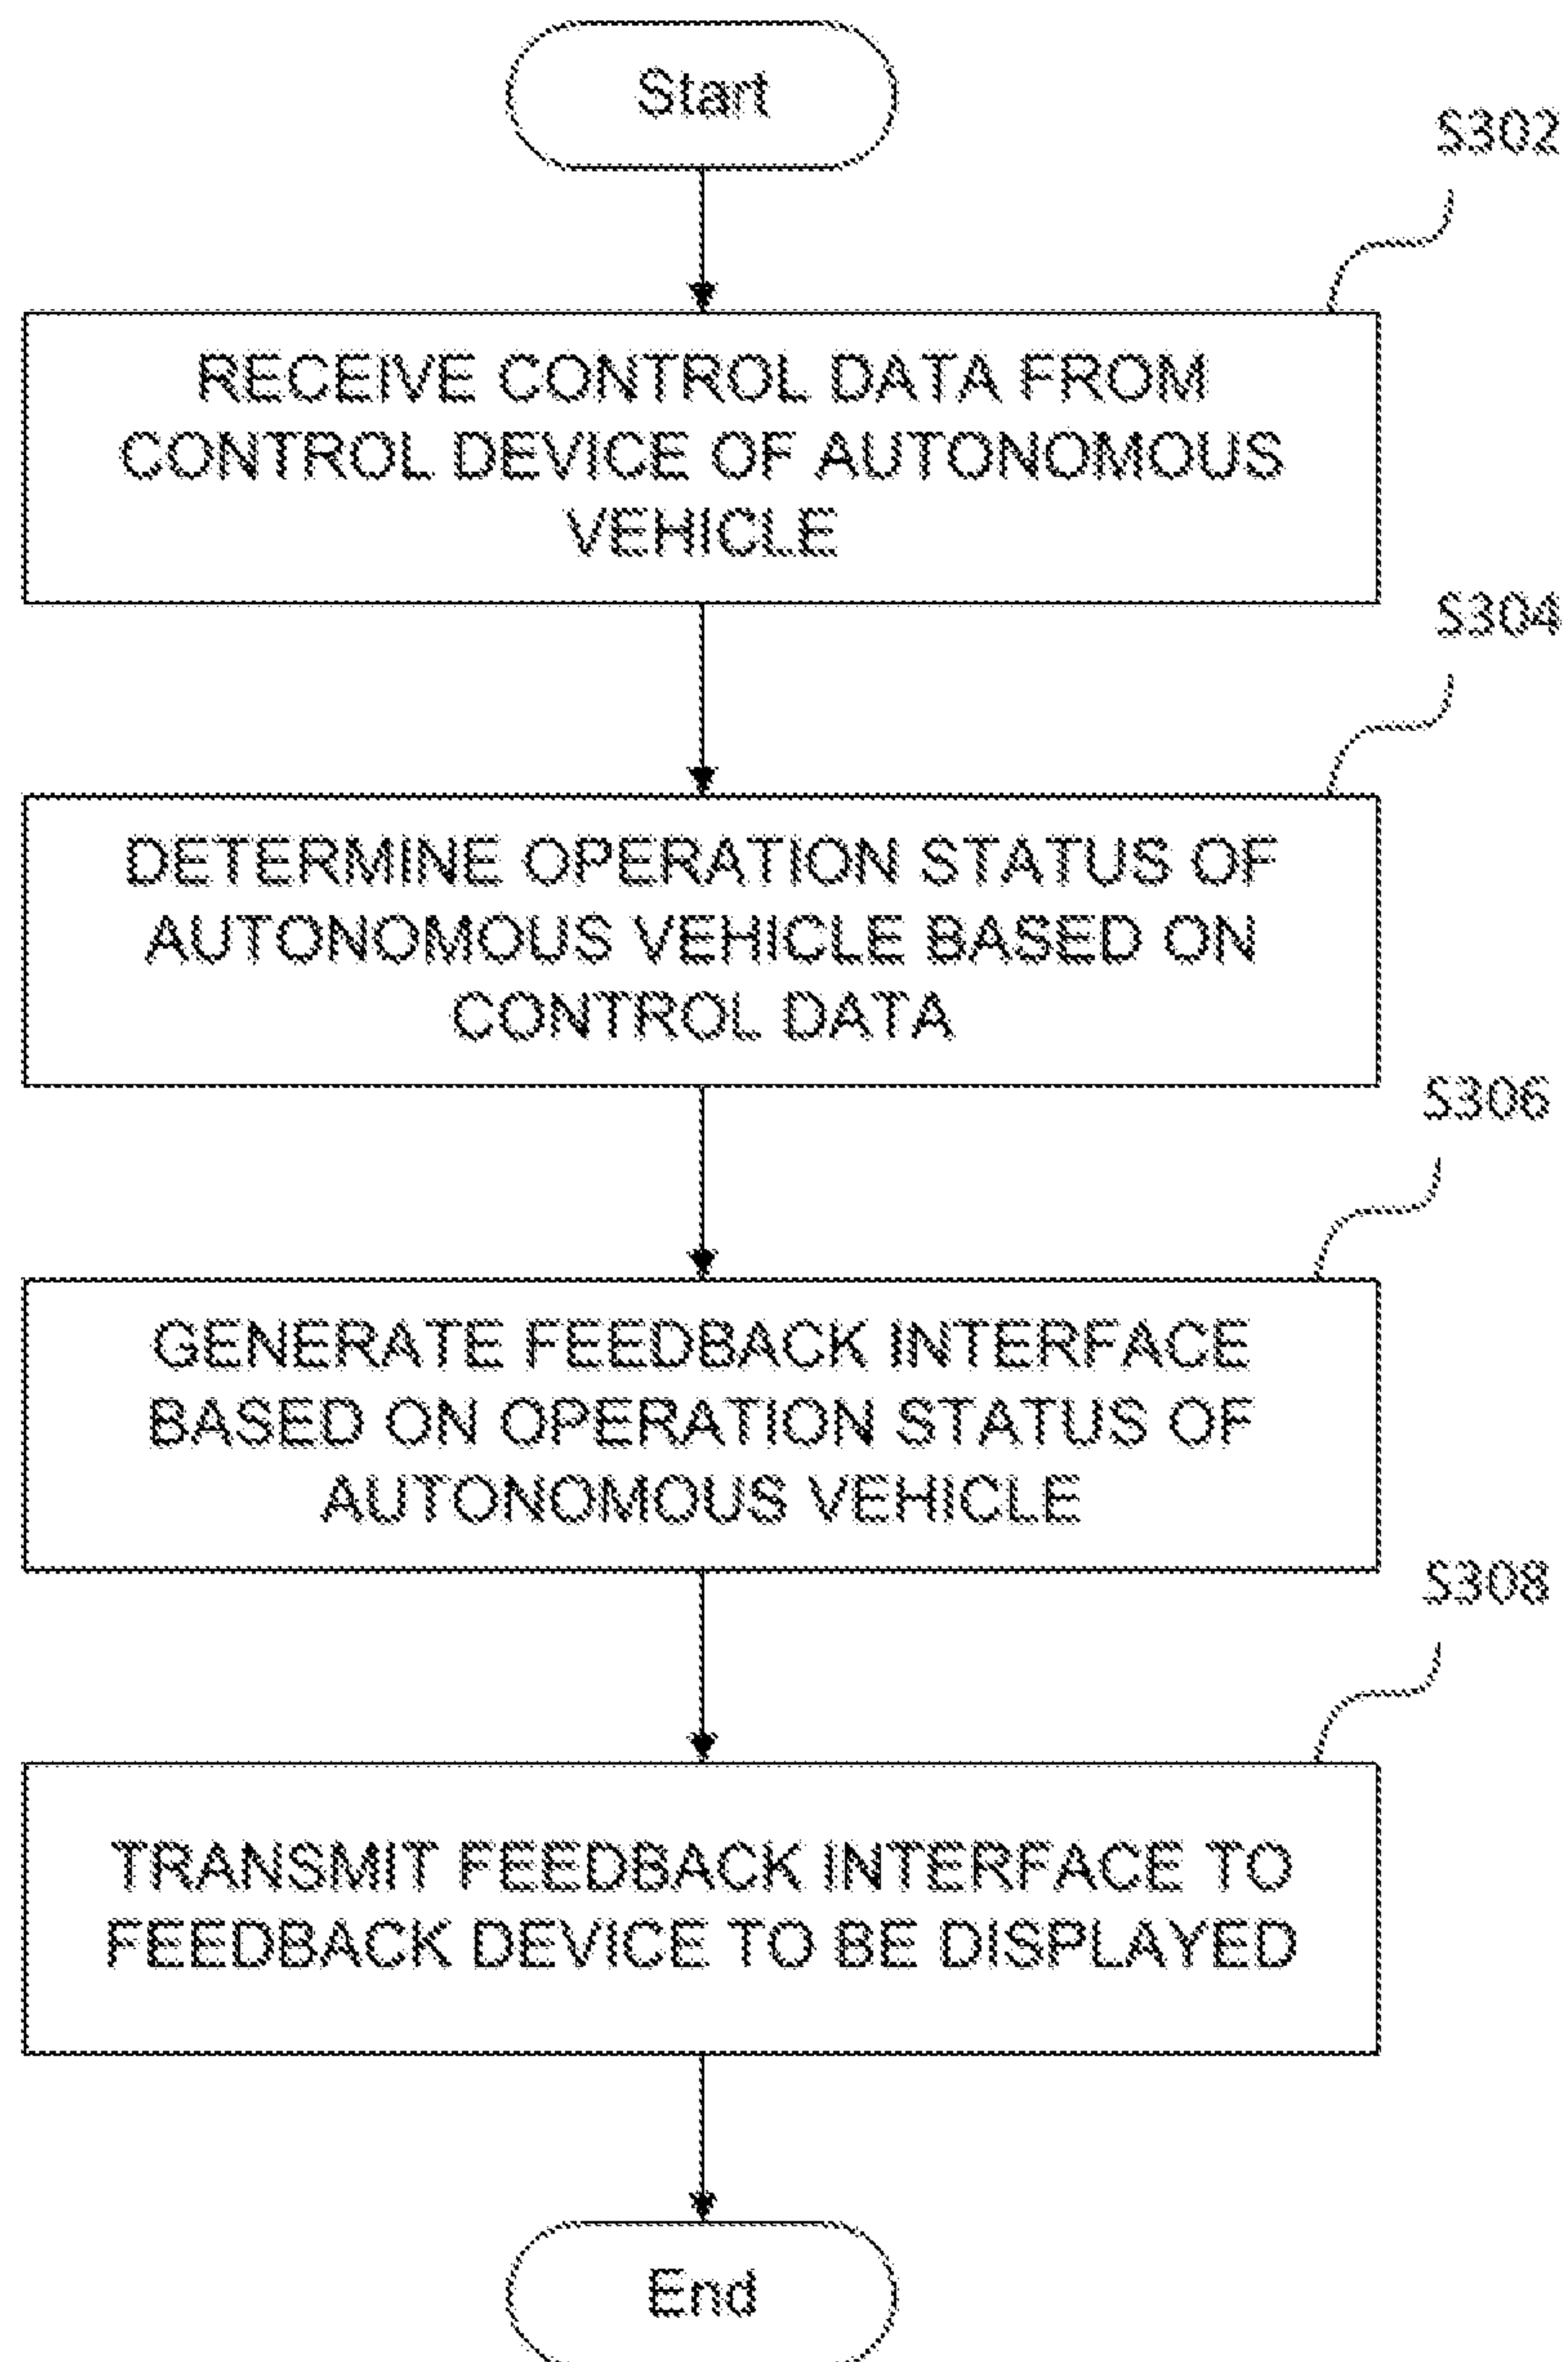 Start
S302
RECEIVE CONTROL DATA FROM
CONTROL DEVICE OF AUTONOMOUS
VEHICLE
S304
DETERMINE OPERATION STATUS OF
AUTONOMOUS VEHICLE BASED ON
CONTROL DATA
S306
GENERATE FEEDBACK INTERFACE
BASED ON OPERATION STATUS OF
AUTONOMOUS VEHICLE
S308
TRANSMIT FEEDBACK INTERFACE TO
FEEDBACK DEVICE TO BE DISPLAYED
End